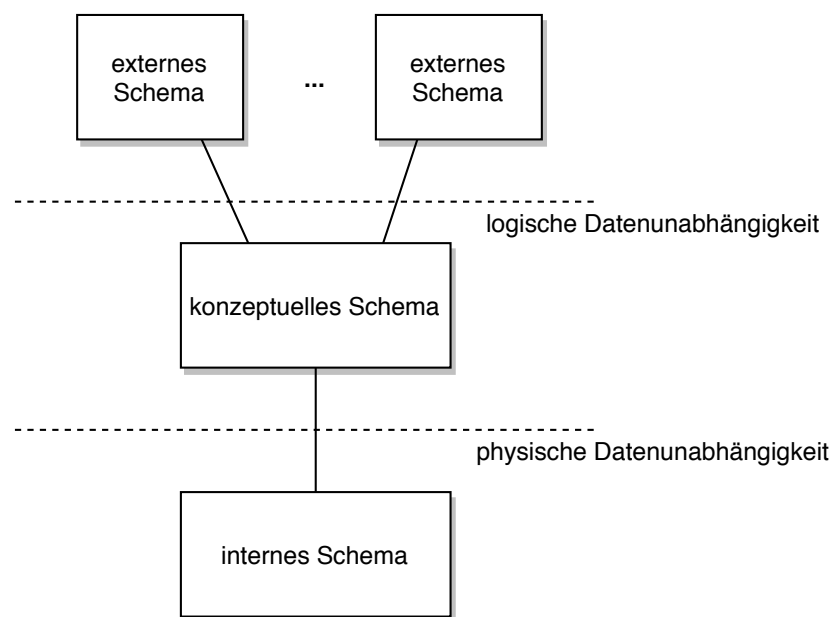 externes
Schema
...
externes
Schema
logische Datenunabhängigkeit
konzeptuelles Schema
physische Datenunabhängigkeit
internes Schema